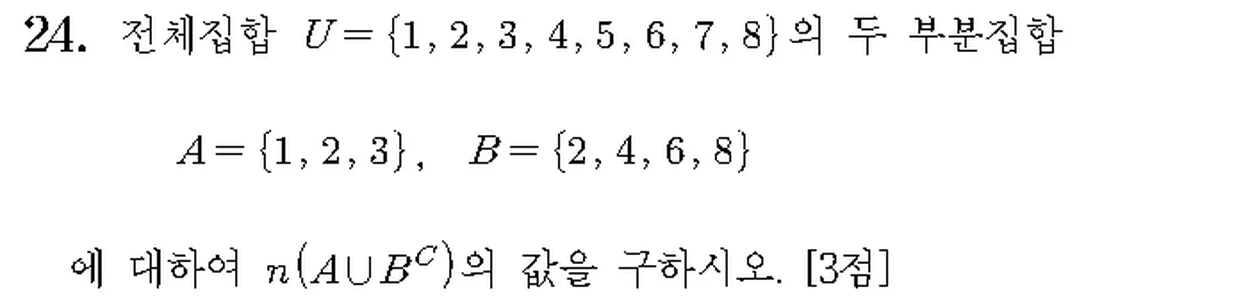 24. 전체집합 U={1, 2, 3, 4, 5, 6, 7, 8}의 두 부분집합
A={1, 2, 3}, B={2, 4, 6, 8}
에 대하여 n(A∪B^C)의 값을 구하시오. [3점]